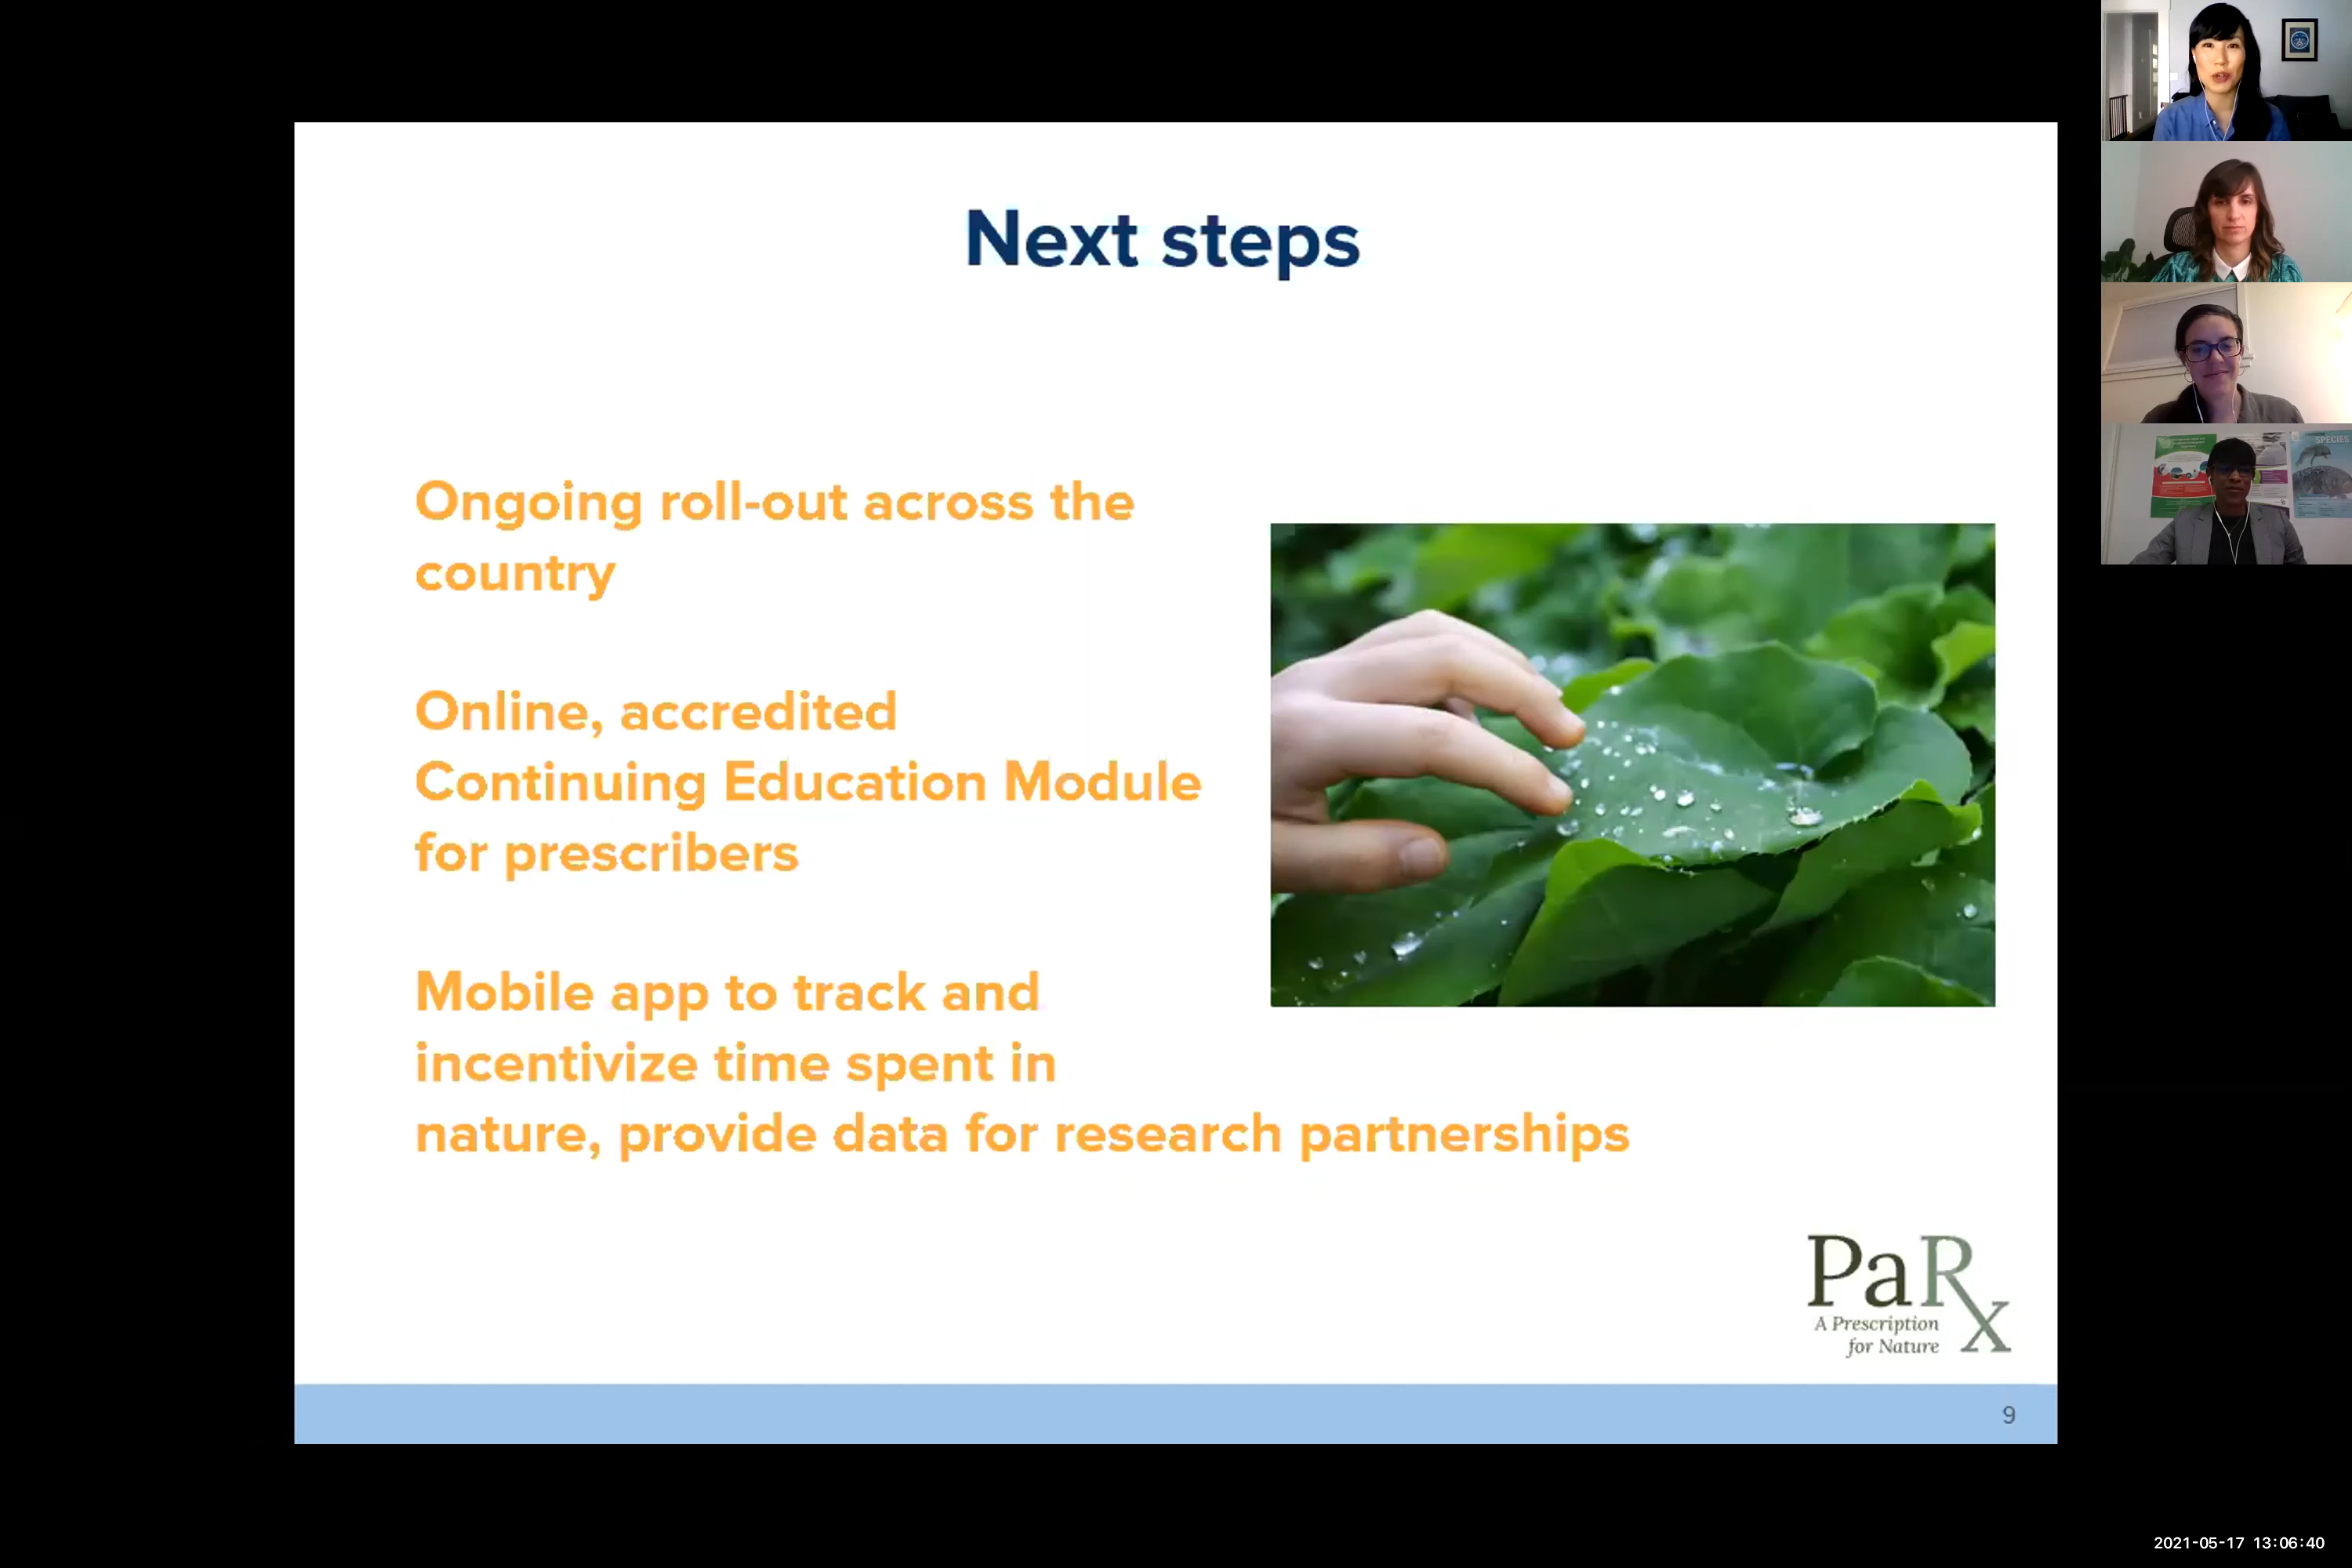 Next steps
Ongoing roll-out across the
country
Online, accredited
Continuing Education Module
for prescribers
Mobile app to track and
incentivize time spent in
nature, provide data for research partnerships
PaRx
A Prescription
for Nature
9
SPECIES
2021-05-17 13:06:40